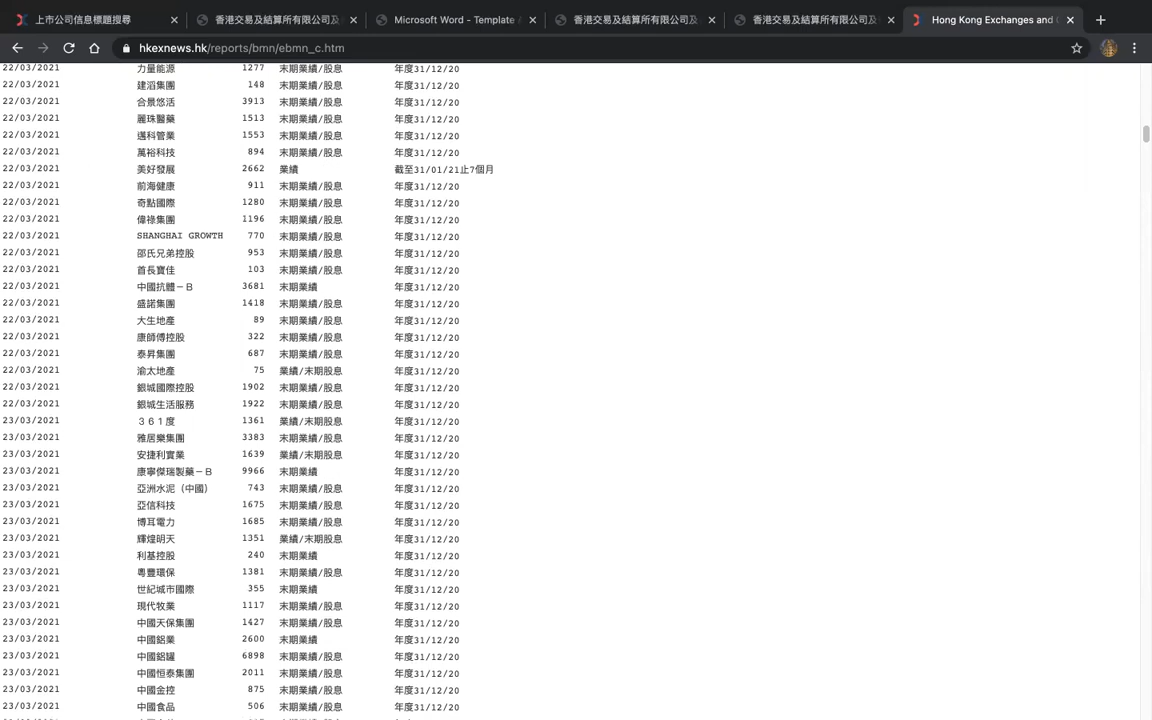 上市公司信息標題搜尋
香港交易及結算所有限公司及
Microsoft Word - Template
香港交易及結算所有限公司及
香港交易及結算所有限公司及
Hong Kong Exchanges and
hkexnews.hk/reports/bmn/ebmn_c.htm
22/03/2021 力量能源 1277 末期業績/股息 年度31/12/20
22/03/2021 建滔集團 148 末期業績/股息 年度31/12/20
22/03/2021 合景悠活 3913 末期業績/股息 年度31/12/20
22/03/2021 麗珠醫藥 1513 末期業績/股息 年度31/12/20
22/03/2021 邁科管業 1553 末期業績/股息 年度31/12/20
22/03/2021 萬裕科技 894 末期業績/股息 年度31/12/20
22/03/2021 美好發展 2662 業績 截至31/01/21止7個月
22/03/2021 前海健康 911 末期業績/股息 年度31/12/20
22/03/2021 奇點國際 1280 末期業績/股息 年度31/12/20
22/03/2021 偉祿集團 1196 末期業績/股息 年度31/12/20
22/03/2021 SHANGHAI GROWTH 770 末期業績/股息 年度31/12/20
22/03/2021 邵氏兄弟控股 953 末期業績/股息 年度31/12/20
22/03/2021 首長寶佳 103 末期業績/股息 年度31/12/20
22/03/2021 中國抗體－Ｂ 3681 末期業績 年度31/12/20
22/03/2021 盛諾集團 1418 末期業績/股息 年度31/12/20
22/03/2021 大生地產 89 末期業績/股息 年度31/12/20
22/03/2021 康師傅控股 322 末期業績/股息 年度31/12/20
22/03/2021 泰昇集團 687 末期業績/股息 年度31/12/20
22/03/2021 渝太地產 75 業績/末期股息 年度31/12/20
22/03/2021 銀城國際控股 1902 末期業績/股息 年度31/12/20
22/03/2021 銀城生活服務 1922 末期業績/股息 年度31/12/20
23/03/2021 ３６１度 1361 業績/末期股息 年度31/12/20
23/03/2021 雅居樂集團 3383 末期業績/股息 年度31/12/20
23/03/2021 安捷利實業 1639 業績/末期股息 年度31/12/20
23/03/2021 康寧傑瑞製藥－Ｂ 9966 末期業績 年度31/12/20
23/03/2021 亞洲水泥（中國） 743 末期業績/股息 年度31/12/20
23/03/2021 亞信科技 1675 末期業績/股息 年度31/12/20
23/03/2021 博耳電力 1685 末期業績/股息 年度31/12/20
23/03/2021 輝煌明天 1351 業績/末期股息 年度31/12/20
23/03/2021 利基控股 240 末期業績 年度31/12/20
23/03/2021 粵豐環保 1381 末期業績/股息 年度31/12/20
23/03/2021 世紀城市國際 355 末期業績 年度31/12/20
23/03/2021 現代牧業 1117 末期業績/股息 年度31/12/20
23/03/2021 中國天保集團 1427 末期業績/股息 年度31/12/20
23/03/2021 中國鋁業 2600 末期業績 年度31/12/20
23/03/2021 中國鋁罐 6898 末期業績/股息 年度31/12/20
23/03/2021 中國恒泰集團 2011 末期業績/股息 年度31/12/20
23/03/2021 中國金控 875 末期業績/股息 年度31/12/20
23/03/2021 中國食品 506 末期業績/股息 年度31/12/20